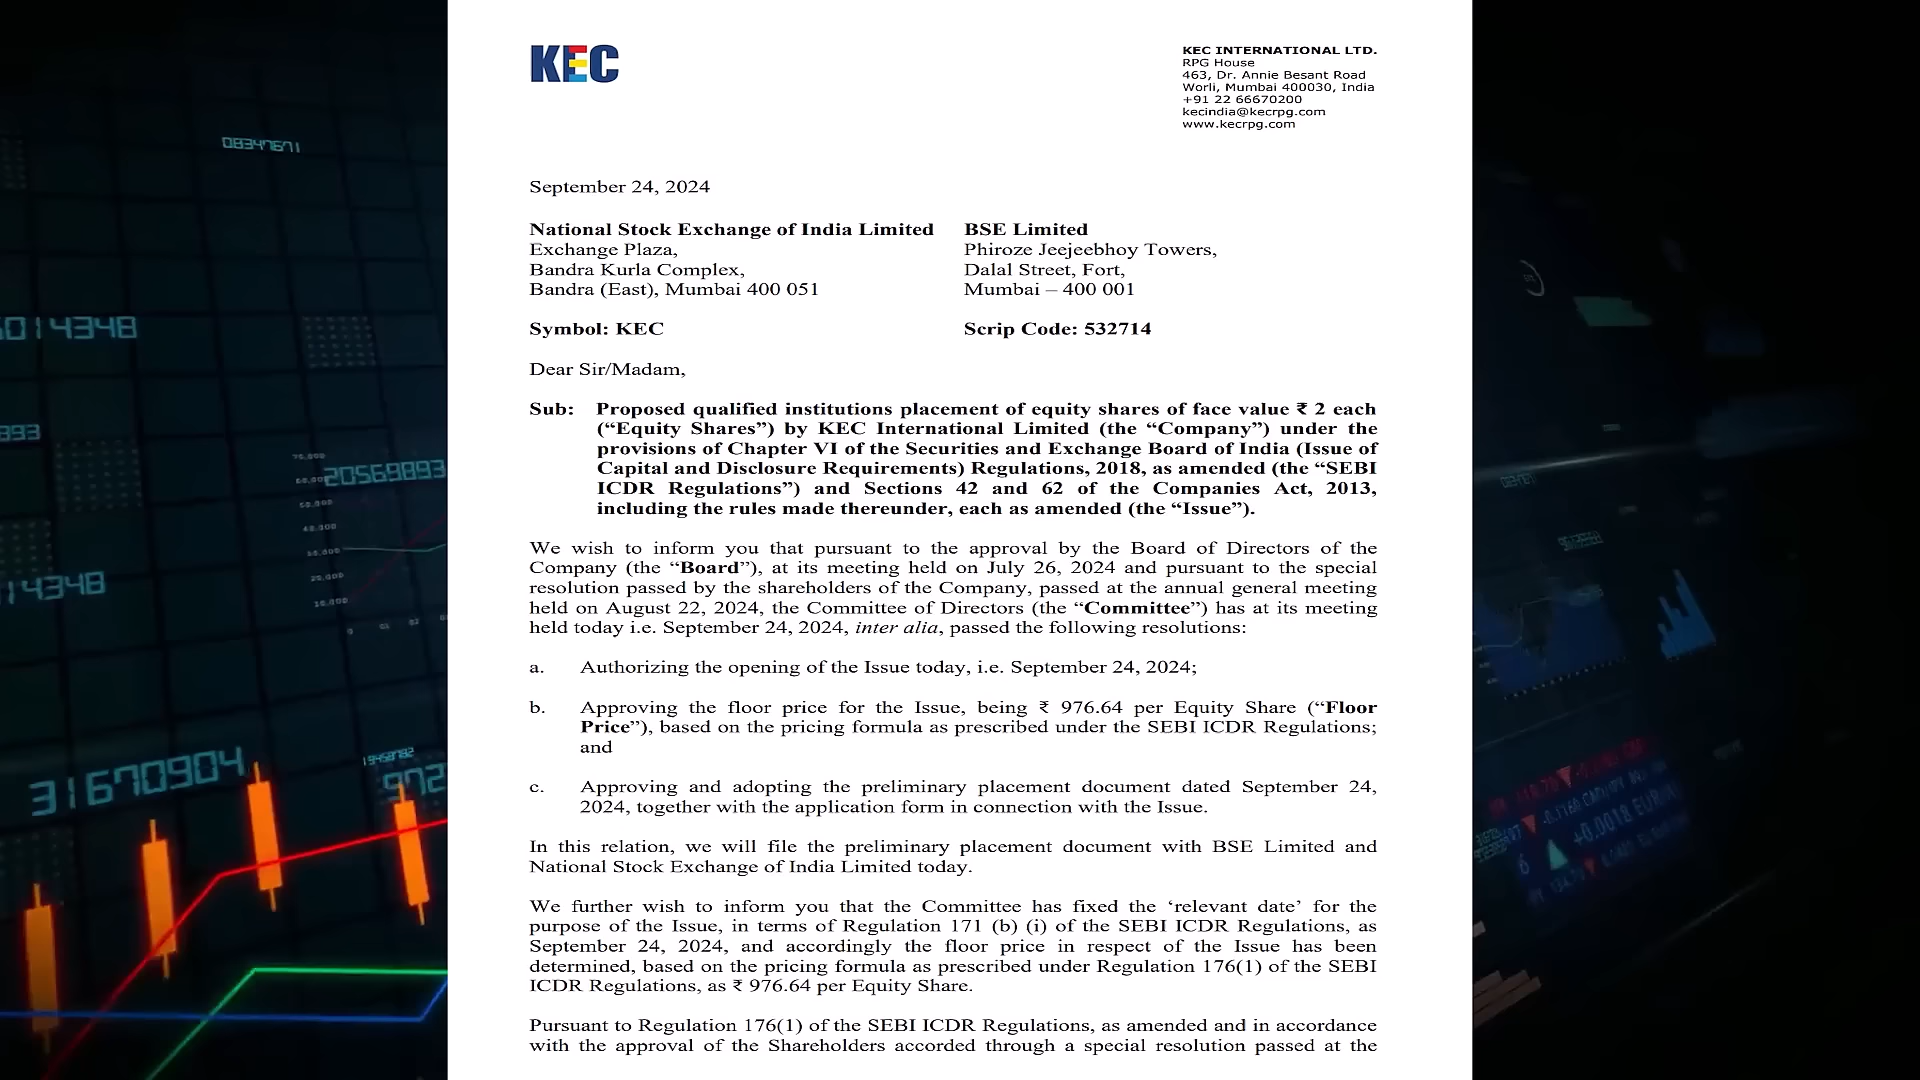 KEC
KEC INTERNATIONAL LTD.
RPG House
463, Dr. Annie Besant Road
Worli, Mumbai 400030, India
+91 22 66670200
kecindia@kecrpg.com
www.kecrpg.com
September 24, 2024
National Stock Exchange of India Limited
Exchange Plaza,
Bandra Kurla Complex,
Bandra (East), Mumbai 400 051
BSE Limited
Phiroze Jeejeebhoy Towers,
Dalal Street, Fort,
Mumbai – 400 001
Symbol: KEC
Scrip Code: 532714
Dear Sir/Madam,
Sub: Proposed qualified institutions placement of equity shares of face value ₹ 2 each
(“Equity Shares”) by KEC International Limited (the “Company”) under the
provisions of Chapter VI of the Securities and Exchange Board of India (Issue of
Capital and Disclosure Requirements) Regulations, 2018, as amended (the “SEBI
ICDR Regulations”) and Sections 42 and 62 of the Companies Act, 2013,
including the rules made thereunder, each as amended (the “Issue”).
We wish to inform you that pursuant to the approval by the Board of Directors of the
Company (the “Board”), at its meeting held on July 26, 2024 and pursuant to the special
resolution passed by the shareholders of the Company, passed at the annual general meeting
held on August 22, 2024, the Committee of Directors (the “Committee”) has at its meeting
held today i.e. September 24, 2024, inter alia, passed the following resolutions:
a. Authorizing the opening of the Issue today, i.e. September 24, 2024;
b. Approving the floor price for the Issue, being ₹ 976.64 per Equity Share (“Floor
Price”), based on the pricing formula as prescribed under the SEBI ICDR Regulations;
and
c. Approving and adopting the preliminary placement document dated September 24,
2024, together with the application form in connection with the Issue.
In this relation, we will file the preliminary placement document with BSE Limited and
National Stock Exchange of India Limited today.
We further wish to inform you that the Committee has fixed the ‘relevant date’ for the
purpose of the Issue, in terms of Regulation 171 (b) (i) of the SEBI ICDR Regulations, as
September 24, 2024, and accordingly the floor price in respect of the Issue has been
determined, based on the pricing formula as prescribed under Regulation 176(1) of the SEBI
ICDR Regulations, as ₹ 976.64 per Equity Share.
Pursuant to Regulation 176(1) of the SEBI ICDR Regulations, as amended and in accordance
with the approval of the Shareholders accorded through a special resolution passed at the
08347671
5014348
20569893
14348
31670904